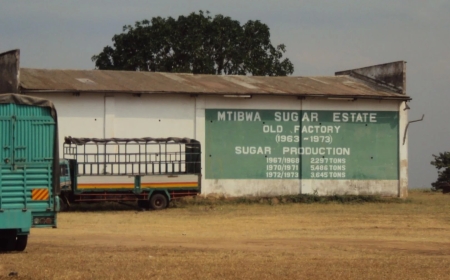 MTIBWA SUGAR ESTATE
OLD FACTORY
(1963 -1973)
SUGAR PRODUCTION
1967/1968 2,297 TONS
1970/1971 5,486 TONS
1972/1973 3,645 TONS